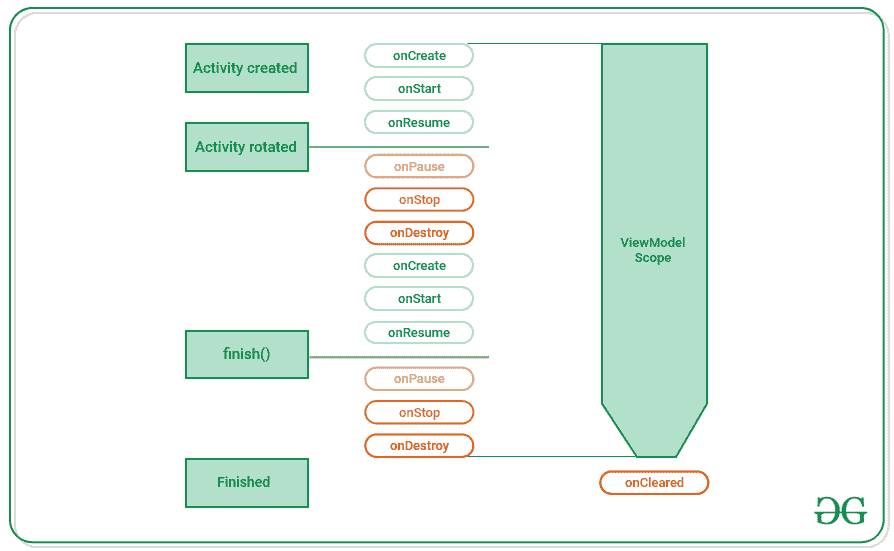 Activity created
onCreate
onStart
onResume
Activity rotated
onPause
onStop
onDestroy
onCreate
onStart
onResume
finish()
onPause
onStop
onDestroy
Finished
ViewModel
Scope
onCleared